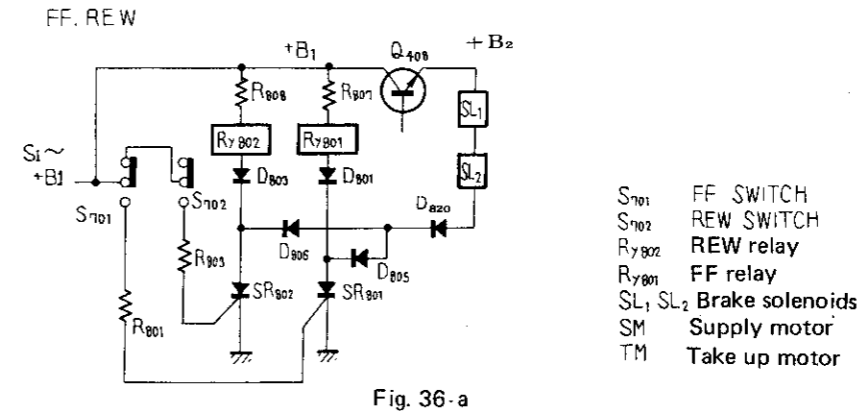 FF. REW
+B1
Q408
+B2
R808
R807
SL1
Ry802
Ry801
Si~
+B1
SL2
D803
D801
S701
S702
D820
D806
D805
R803
SR802
SR801
R801
S701 FF SWITCH
S702 REW SWITCH
Ry802 REW relay
Ry801 FF relay
SL1 SL2 Brake solenoids
SM Supply motor
TM Take up motor
Fig. 36-a